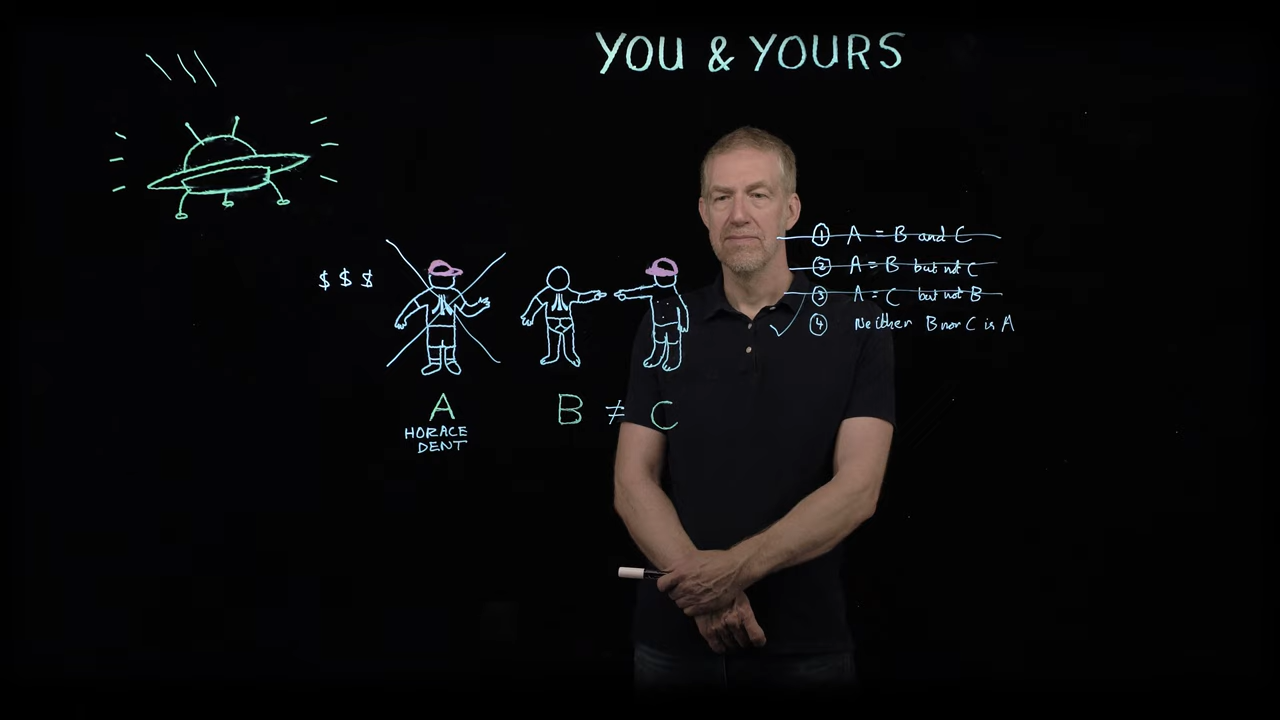 YOU & YOURS
$ $ $
① A = B and C
② A = B but not C
③ A = C but not B
④ Neither B nor C is A
A B ≠ C
HORACE
DENT